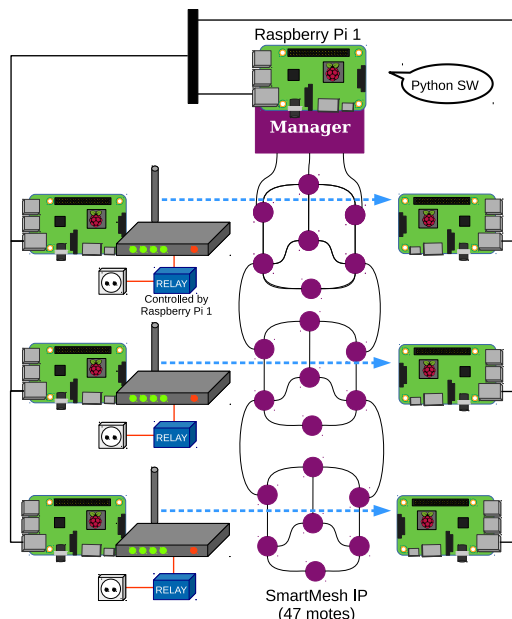 Raspberry Pi 1
Python SW
Manager
RELAY
Controlled by
Raspberry Pi 1
RELAY
RELAY
SmartMesh IP
(47 motes)